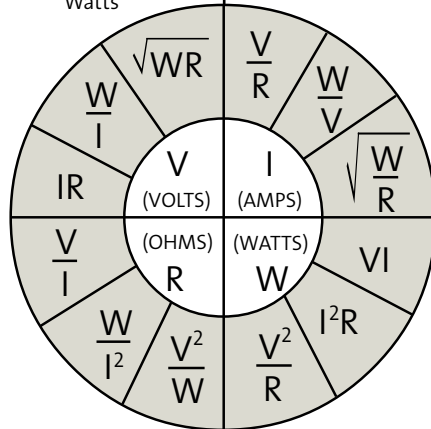 Watts
√WR
V/R
W/I
W/V
IR
√(W/R)
V
(VOLTS)
I
(AMPS)
(OHMS)
R
(WATTS)
W
V/I
VI
W/I²
I²R
V²/W
V²/R